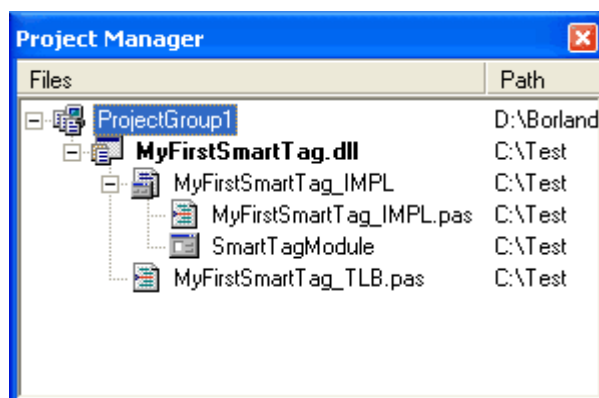 Project Manager
Files Path
ProjectGroup1 D:\Borland
MyFirstSmartTag.dll C:\Test
MyFirstSmartTag_IMPL C:\Test
MyFirstSmartTag_IMPL.pas C:\Test
SmartTagModule C:\Test
MyFirstSmartTag_TLB.pas C:\Test